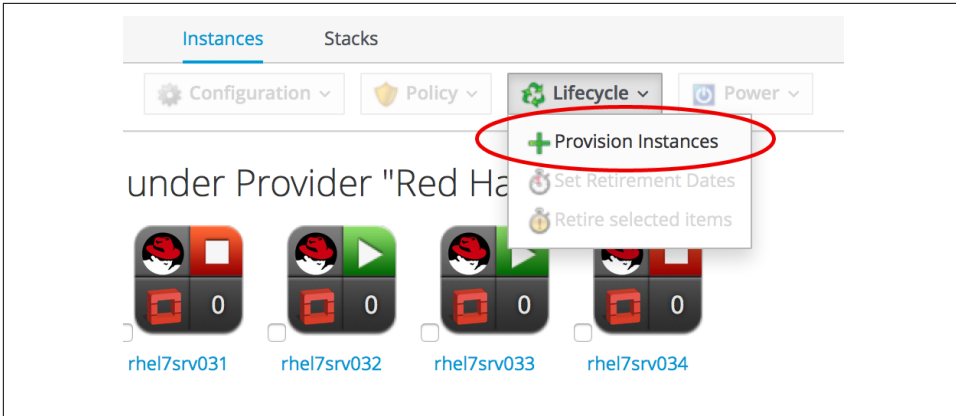 Instances Stacks
Configuration Policy Lifecycle Power
Provision Instances
under Provider "Red Ha
Set Retirement Dates
Retire selected items
0 0 0 0
rhel7srv031 rhel7srv032 rhel7srv033 rhel7srv034